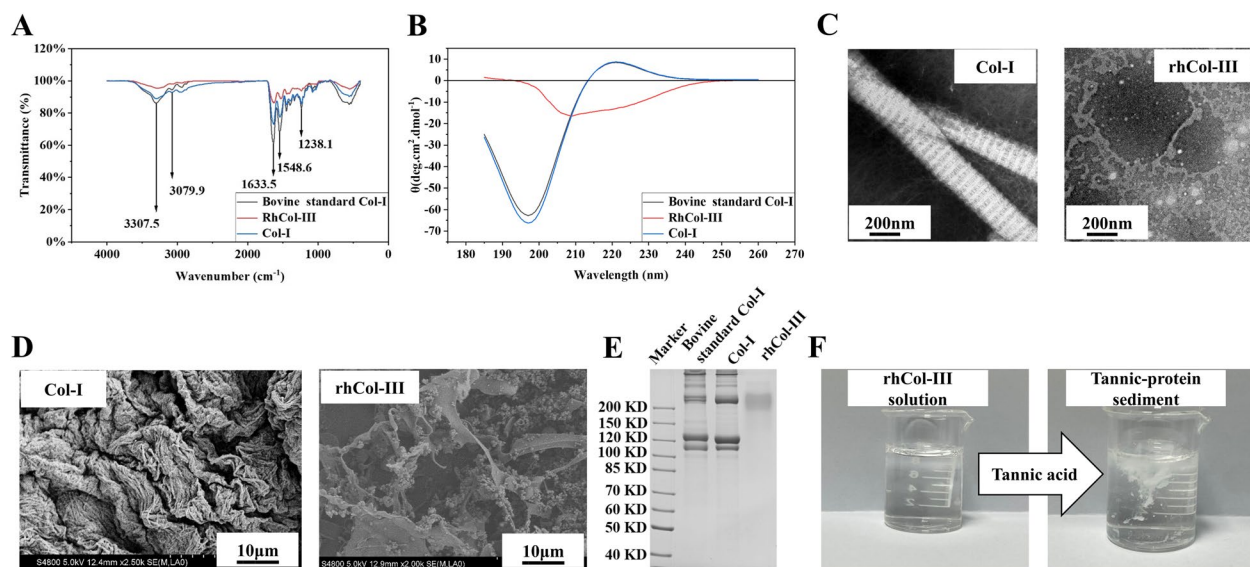 A
120%
100%
80%
60%
40%
20%
0%
Transmittance (%)
4000
3000
2000
1000
0
Wavenumber (cm⁻¹)
3307.5
3079.9
1633.5
1548.6
1238.1
Bovine standard Col-I
RhCol-III
Col-I
B
10
0
-10
-20
-30
-40
-50
-60
-70
θ(deg.cm².dmol⁻¹)
180
190
200
210
220
230
240
250
260
270
Wavelength (nm)
Bovine standard Col-I
RhCol-III
Col-I
C
Col-I
200nm
rhCol-III
200nm
D
Col-I
10μm
S4800 5.0kV 12.4mm x2.50k SE(M,LA0)
rhCol-III
10μm
S4800 5.0kV 12.9mm x2.00k SE(M,LA0)
E
Marker
Bovine
standard Col-I
Col-I
rhCol-III
200 KD
150 KD
120 KD
100 KD
85 KD
70 KD
60 KD
50 KD
40 KD
F
rhCol-III
solution
Tannic acid
Tannic-protein
sediment